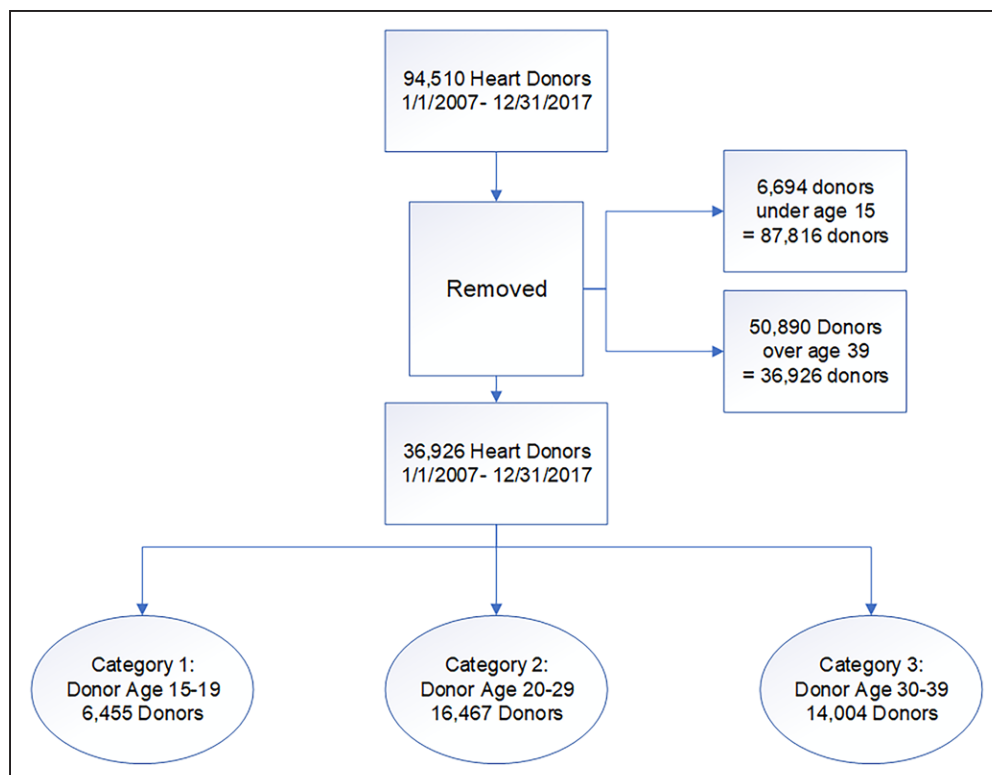 94,510 Heart Donors
1/1/2007- 12/31/2017
6,694 donors
under age 15
= 87,816 donors
Removed
50,890 Donors
over age 39
= 36,926 donors
36,926 Heart Donors
1/1/2007- 12/31/2017
Category 1:
Donor Age 15-19
6,455 Donors
Category 2:
Donor Age 20-29
16,467 Donors
Category 3:
Donor Age 30-39
14,004 Donors